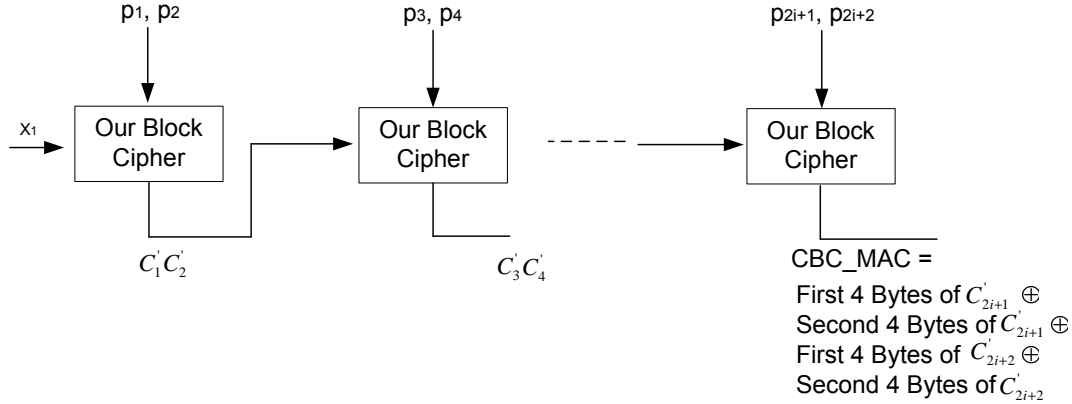 p1, p2
p3, p4
p2i+1, p2i+2
x1
Our Block
Cipher
Our Block
Cipher
Our Block
Cipher
C'1C'2
C'3C'4
CBC_MAC =
First 4 Bytes of C'2i+1 ⊕
Second 4 Bytes of C'2i+1 ⊕
First 4 Bytes of C'2i+2 ⊕
Second 4 Bytes of C'2i+2